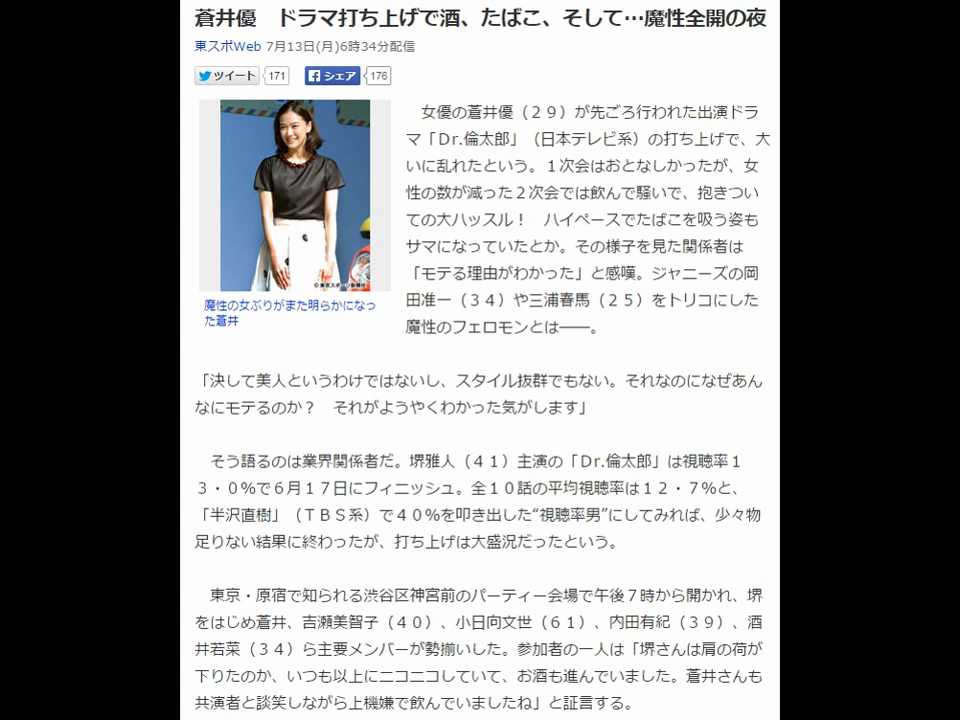 蒼井優　ドラマ打ち上げで酒、たばこ、そして…魔性全開の夜
東スポWeb 7月13日(月)6時34分配信
ツイート 171 シェア 176
女優の蒼井優（２９）が先ごろ行われた出演ドラ
マ「Ｄｒ.倫太郎」（日本テレビ系）の打ち上げで、大
いに乱れたという。１次会はおとなしかったが、女
性の数が減った２次会では飲んで騒いで、抱きつい
ての大ハッスル！　ハイペースでたばこを吸う姿も
サマになっていたとか。その様子を見た関係者は
「モテる理由がわかった」と感嘆。ジャニーズの岡
田准一（３４）や三浦春馬（２５）をトリコにした
魔性のフェロモンとは――。
©東京スポーツ新聞社
魔性の女ぶりがまた明らかになっ
た蒼井
「決して美人というわけではないし、スタイル抜群でもない。それなのになぜあん
なにモテるのか？　それがようやくわかった気がします」
そう語るのは業界関係者だ。堺雅人（４１）主演の「Ｄｒ.倫太郎」は視聴率１
３・０％で６月１７日にフィニッシュ。全１０話の平均視聴率は１２・７％と、
「半沢直樹」（ＴＢＳ系）で４０％を叩き出した“視聴率男”にしてみれば、少々物
足りない結果に終わったが、打ち上げは大盛況だったという。
東京・原宿で知られる渋谷区神宮前のパーティー会場で午後７時から開かれ、堺
をはじめ蒼井、吉瀬美智子（４０）、小日向文世（６１）、内田有紀（３９）、酒
井若菜（３４）ら主要メンバーが勢揃いした。参加者の一人は「堺さんは肩の荷が
下りたのか、いつも以上にニコニコしていて、お酒も進んでいました。蒼井さんも
共演者と談笑しながら上機嫌で飲んでいましたね」と証言する。